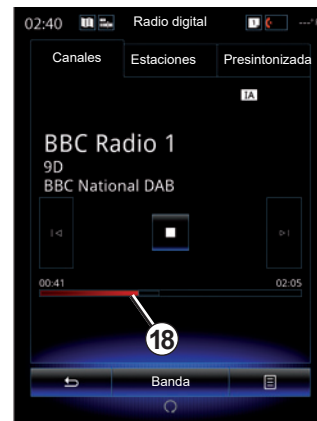 02:40 Radio digital 1 ---°
Canales Estaciones Presintonizada
IA
BBC Radio 1
9D
BBC National DAB
00:41 02:05
18
Banda